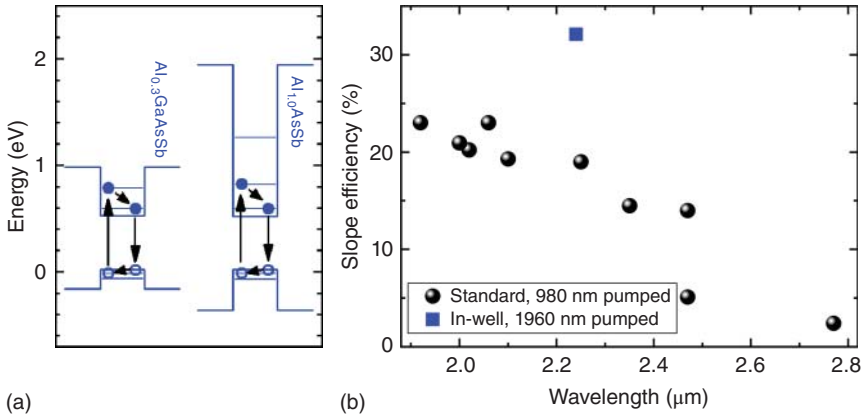 2
1
0
Energy (eV)
Al0.3GaAsSb
Al1.0AsSb
(a)
30
20
10
0
Slope efficiency (%)
Standard, 980 nm pumped
In-well, 1960 nm pumped
2.0 2.2 2.4 2.6 2.8
Wavelength (μm)
(b)